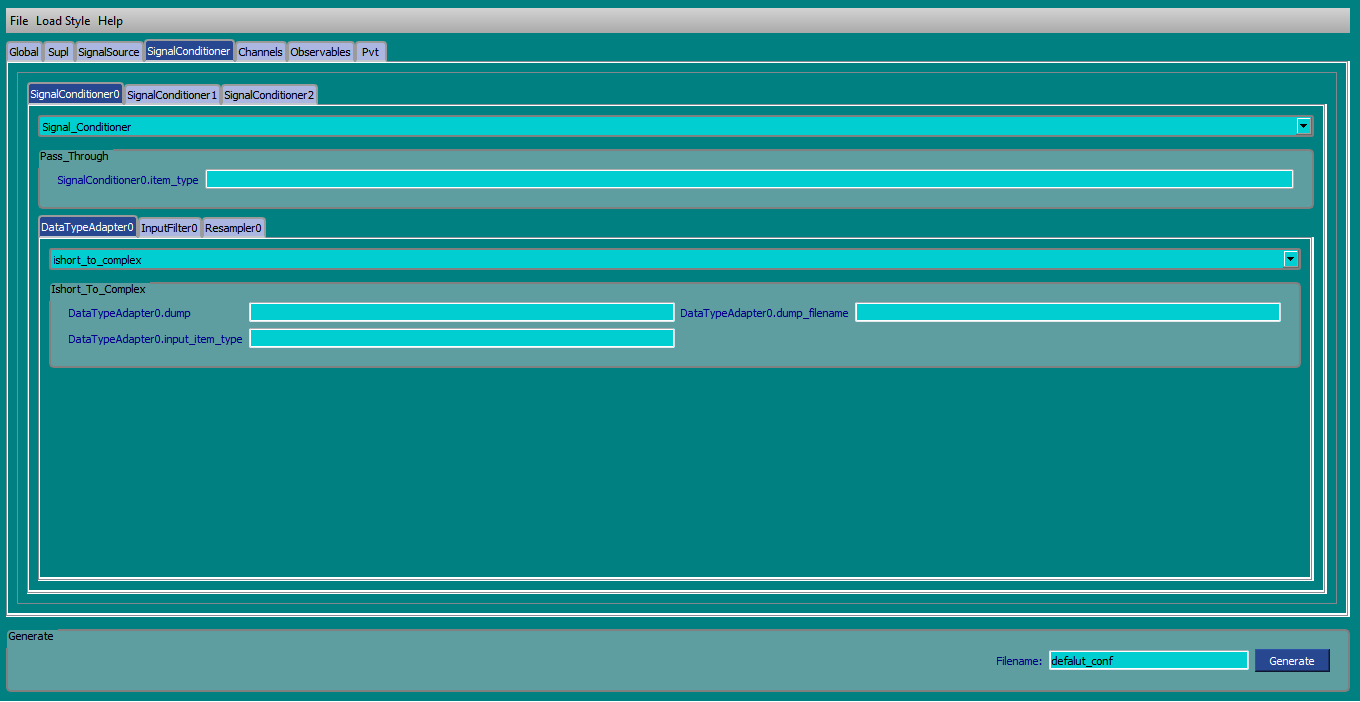 File Load Style Help
Global Supl SignalSource SignalConditioner Channels Observables Pvt
SignalConditioner0 SignalConditioner1 SignalConditioner2
Signal_Conditioner
Pass_Through
SignalConditioner0.item_type
DataTypeAdapter0 InputFilter0 Resampler0
ishort_to_complex
Ishort_To_Complex
DataTypeAdapter0.dump DataTypeAdapter0.dump_filename
DataTypeAdapter0.input_item_type
Generate
Filename: defalut_conf Generate